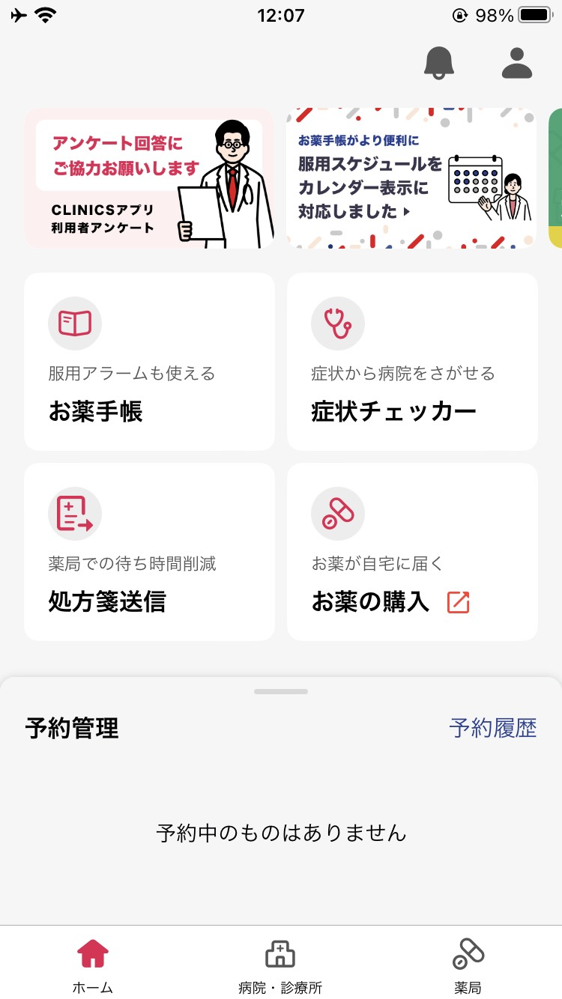 12:07
98%
アンケート回答に
ご協力お願いします
CLINICSアプリ
利用者アンケート
お薬手帳がより便利に
服用スケジュールを
カレンダー表示に
対応しました
服用アラームも使える
お薬手帳
症状から病院をさがせる
症状チェッカー
薬局での待ち時間削減
処方箋送信
お薬が自宅に届く
お薬の購入
予約管理
予約履歴
予約中のものはありません
ホーム
病院・診療所
薬局